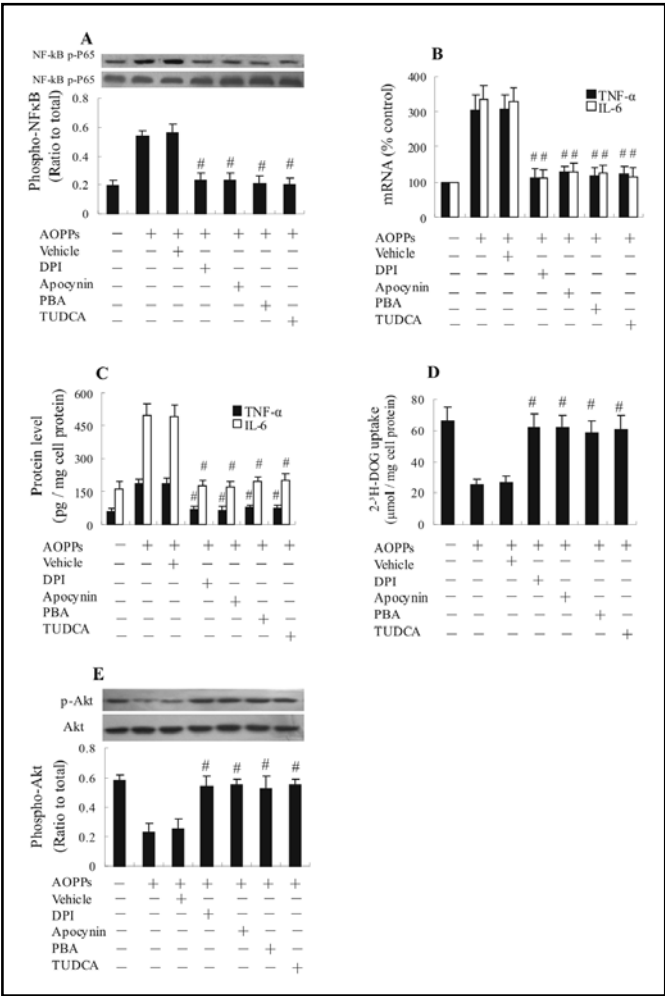 A
NF-kB p-P65
NF-kB p-P65
Phospho-NFκB
(Ratio to total)
0.8
0.6
0.4
0.2
0
# # # #
AOPPs – + + + + + +
Vehicle – – + – – – –
DPI – – – + – – –
Apocynin – – – – + – –
PBA – – – – – + –
TUDCA – – – – – – +
B
mRNA (% control)
400
300
200
100
0
TNF-α
IL-6
# # # # # # # #
AOPPs – + + + + + +
Vehicle – – + – – – –
DPI – – – + – – –
Apocynin – – – – + – –
PBA – – – – – + –
TUDCA – – – – – – +
C
Protein level
(pg / mg cell protein)
600
450
300
150
0
TNF-α
IL-6
# # # # # # # #
AOPPs – + + + + + +
Vehicle – – + – – – –
DPI – – – + – – –
Apocynin – – – – + – –
PBA – – – – – + –
TUDCA – – – – – – +
D
2-³H-DOG uptake
(μmol / mg cell protein)
80
60
40
20
0
# # # #
AOPPs – + + + + + +
Vehicle – – + – – – –
DPI – – – + – – –
Apocynin – – – – + – –
PBA – – – – – + –
TUDCA – – – – – – +
E
p-Akt
Akt
Phospho-Akt
(Ratio to total)
0.8
0.6
0.4
0.2
0
# # # #
AOPPs – + + + + + +
Vehicle – – + – – – –
DPI – – – + – – –
Apocynin – – – – + – –
PBA – – – – – + –
TUDCA – – – – – – +